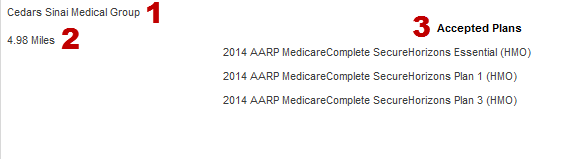 Cedars Sinai Medical Group 1
4.98 Miles 2
3 Accepted Plans
2014 AARP MedicareComplete SecureHorizons Essential (HMO)
2014 AARP MedicareComplete SecureHorizons Plan 1 (HMO)
2014 AARP MedicareComplete SecureHorizons Plan 3 (HMO)